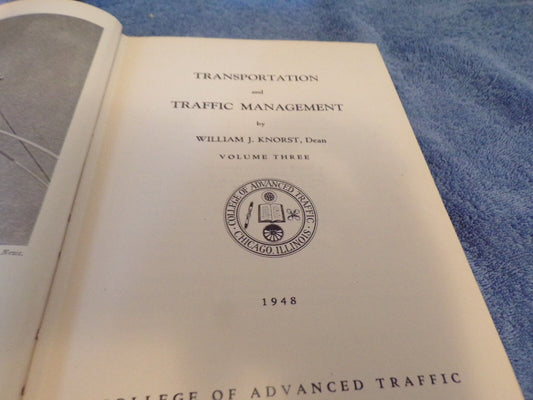 TRANSPORTATION
and
TRAFFIC MANAGEMENT
by
WILLIAM J. KNORST, Dean
VOLUME THREE
COLLEGE OF ADVANCED TRAFFIC
· CHICAGO, ILLINOIS ·
News.
1948
COLLEGE OF ADVANCED TRAFFIC